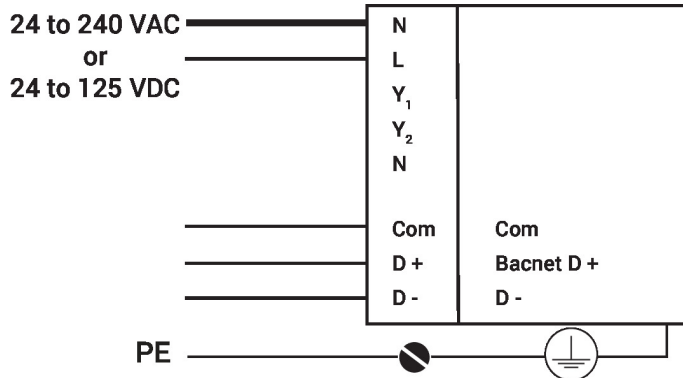 24 to 240 VAC
or
24 to 125 VDC
N
L
Y1
Y2
N
Com Com
D + Bacnet D +
D - D -
PE